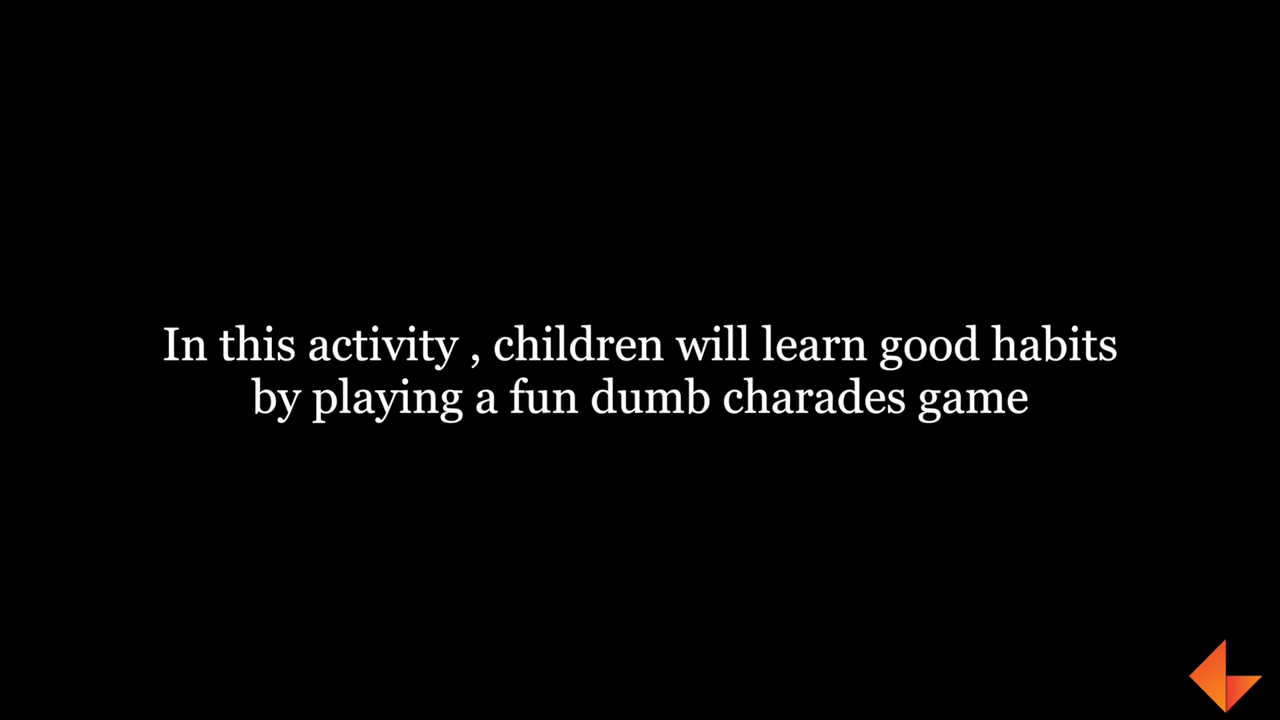 In this activity , children will learn good habits
by playing a fun dumb charades game